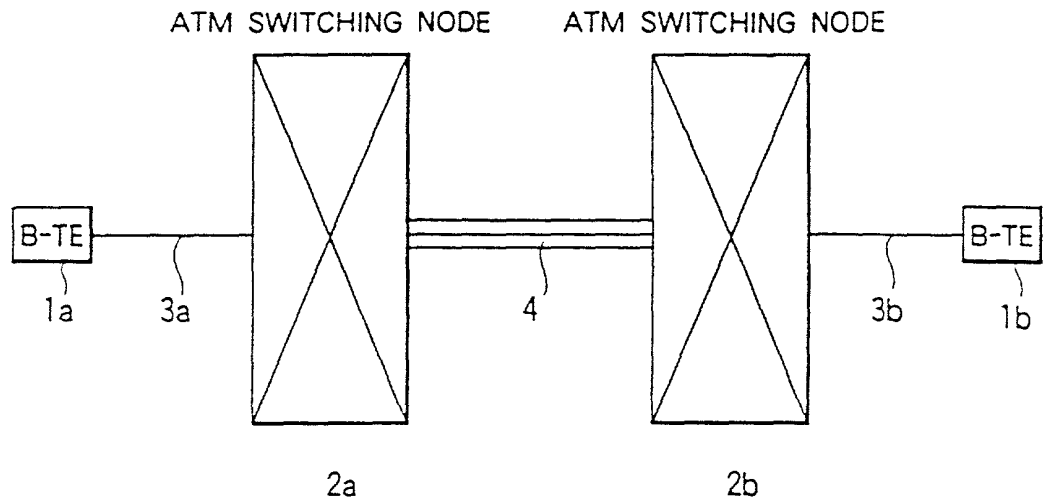 ATM SWITCHING NODE
ATM SWITCHING NODE
B-TE
B-TE
1a
3a
4
3b
1b
2a
2b